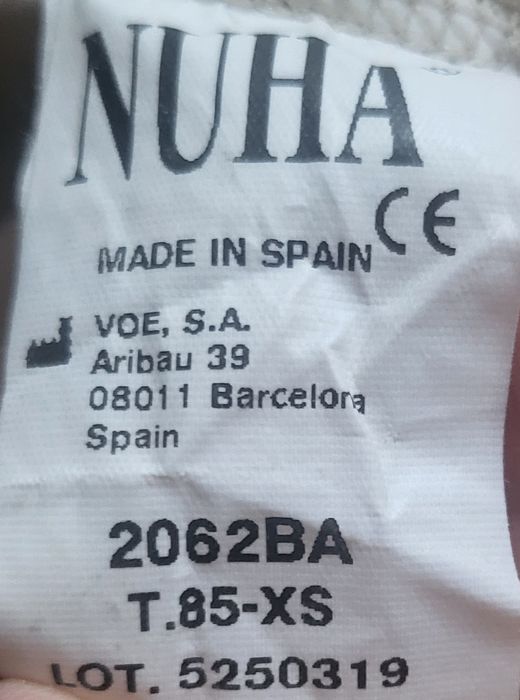 NUHA®
CE
MADE IN SPAIN
VOE, S.A.
Aribau 39
08011 Barcelona
Spain
2062BA
T.85-XS
LOT. 5250319